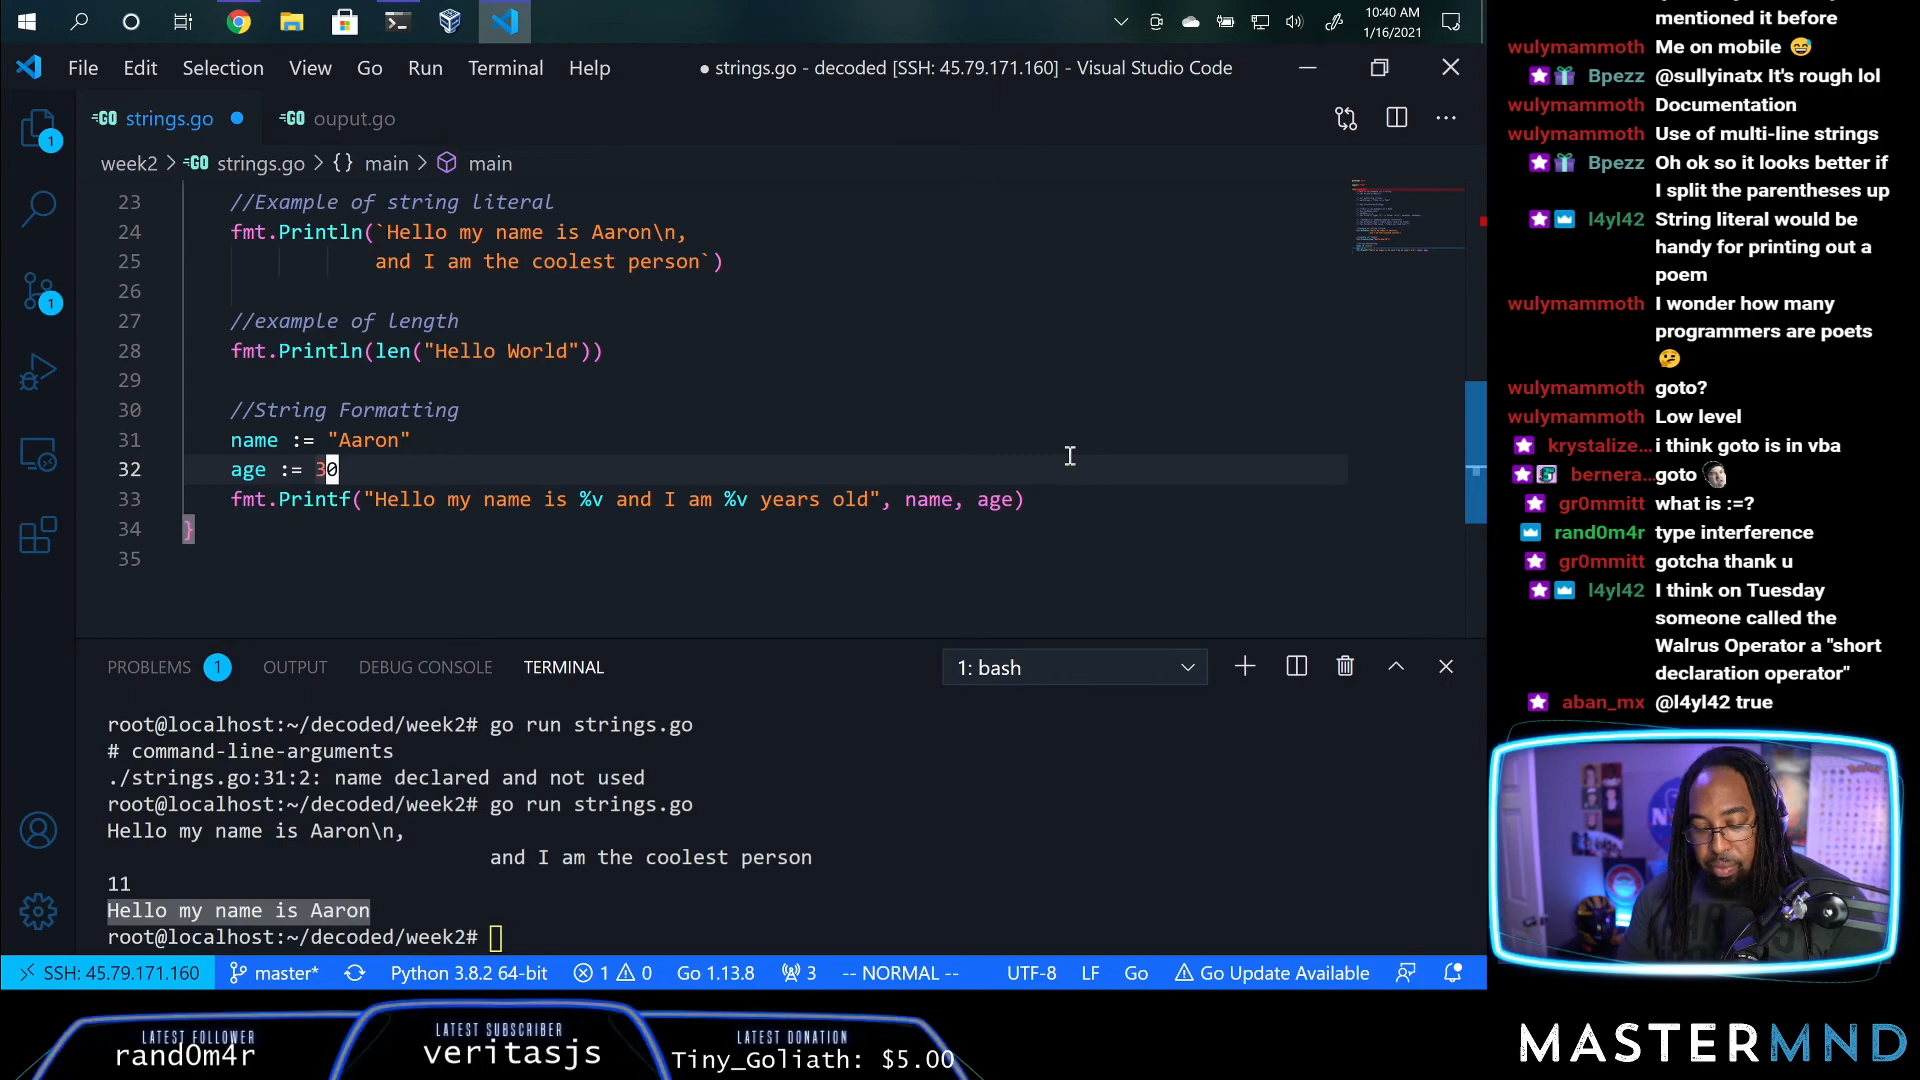 10:40 AM
1/16/2021
File Edit Selection View Go Run Terminal Help
● strings.go - decoded [SSH: 45.79.171.160] - Visual Studio Code
GO strings.go
GO ouput.go
week2 > GO strings.go > {} main > main
23 //Example of string literal
24 fmt.Println(`Hello my name is Aaron\n,
25 and I am the coolest person`)
26
27 //example of length
28 fmt.Println(len("Hello World"))
29
30 //String Formatting
31 name := "Aaron"
32 age := 30
33 fmt.Printf("Hello my name is %v and I am %v years old", name, age)
34 }
35
PROBLEMS 1 OUTPUT DEBUG CONSOLE TERMINAL
1: bash
root@localhost:~/decoded/week2# go run strings.go
# command-line-arguments
./strings.go:31:2: name declared and not used
root@localhost:~/decoded/week2# go run strings.go
Hello my name is Aaron\n,
and I am the coolest person
11
Hello my name is Aaron
root@localhost:~/decoded/week2#
1
1
SSH: 45.79.171.160 master* Python 3.8.2 64-bit 1 0 Go 1.13.8 3 -- NORMAL -- UTF-8 LF Go Go Update Available
mentioned it before
wulymammoth Me on mobile 😅
Bpezz @sullyinatx It's rough lol
wulymammoth Documentation
wulymammoth Use of multi-line strings
Bpezz Oh ok so it looks better if
I split the parentheses up
l4yl42 String literal would be
handy for printing out a
poem
wulymammoth I wonder how many
programmers are poets
🤔
wulymammoth goto?
wulymammoth Low level
krystalize... i think goto is in vba
bernera... goto
gr0mmitt what is :=?
rand0m4r type interference
gr0mmitt gotcha thank u
l4yl42 I think on Tuesday
someone called the
Walrus Operator a "short
declaration operator"
aban_mx @l4yl42 true
LATEST FOLLOWER
rand0m4r
LATEST SUBSCRIBER
veritasjs
LATEST DONATION
Tiny_Goliath: $5.00
MASTERMND